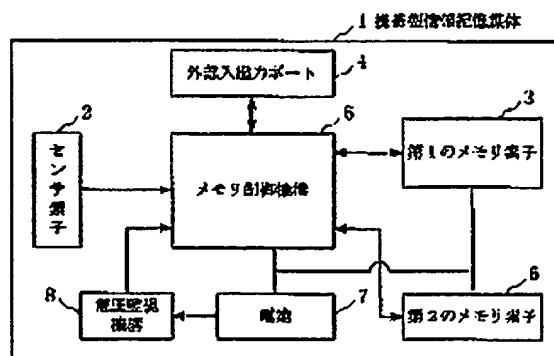 1 携帯型情報記憶媒体
外部入出力ポート
4
2
センサ素子
5
メモリ制御機構
3
第1のメモリ素子
8
電圧監視機構
7
電池
6
第2のメモリ素子